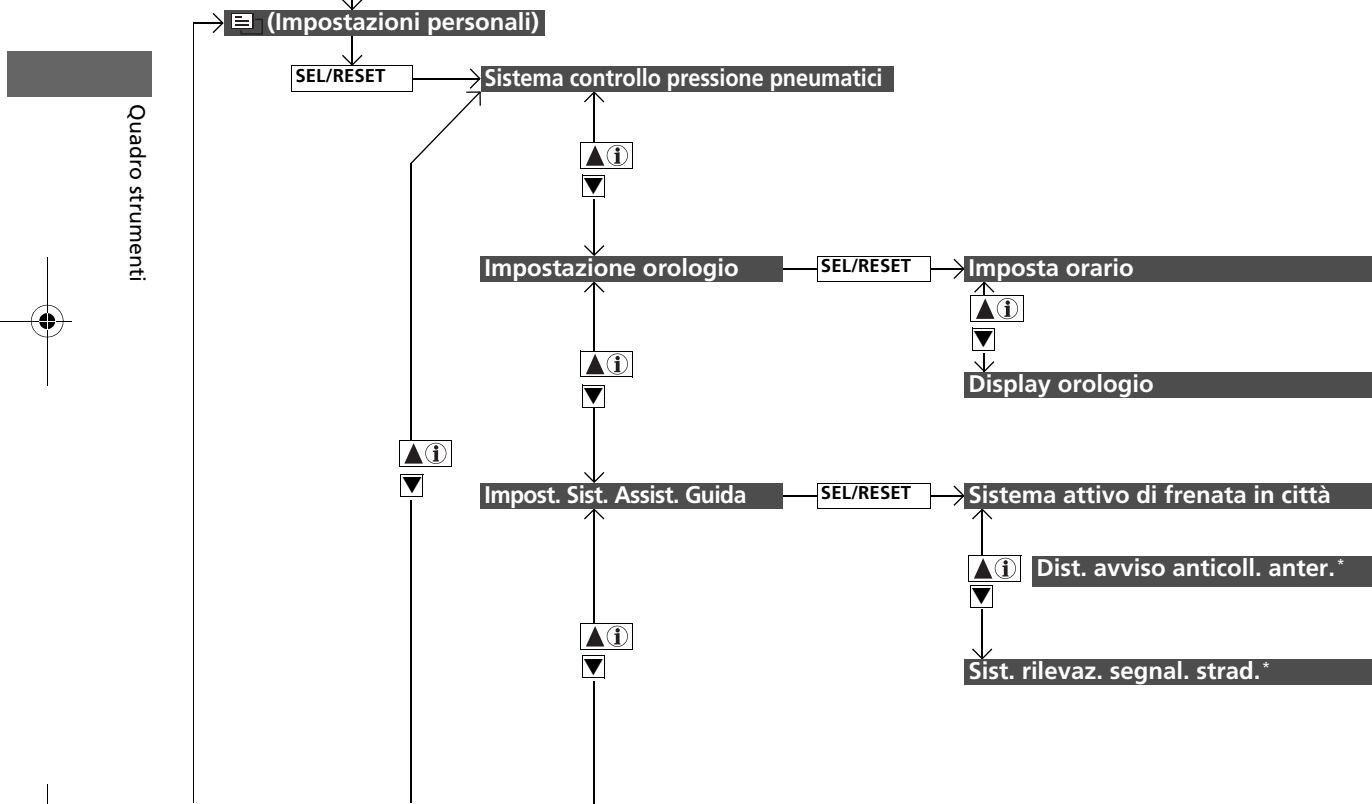 (Impostazioni personali)
SEL/RESET
Sistema controllo pressione pneumatici
Quadro strumenti
▲ⓘ
▼
Impostazione orologio
SEL/RESET
Imposta orario
▲ⓘ
▼
Display orologio
▲ⓘ
▼
▲ⓘ
▼
Impost. Sist. Assist. Guida
SEL/RESET
Sistema attivo di frenata in città
▲ⓘ
Dist. avviso anticoll. anter.*
▼
Sist. rilevaz. segnal. strad.*
▲ⓘ
▼